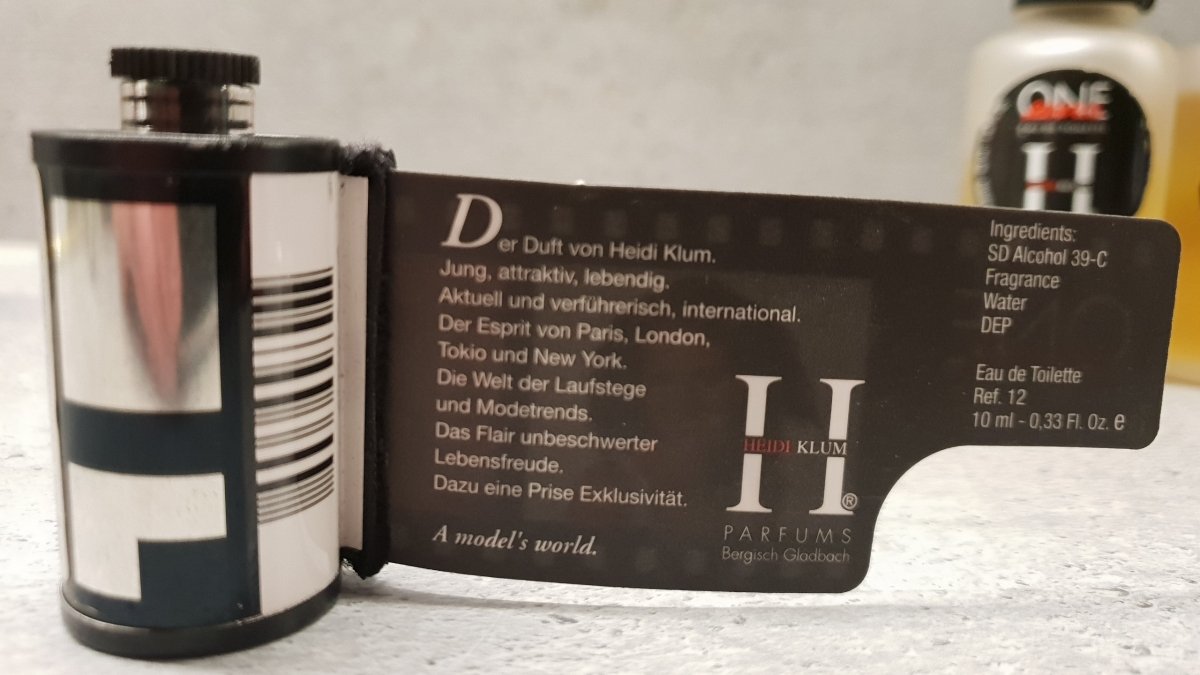 Der Duft von Heidi Klum.
Jung, attraktiv, lebendig.
Aktuell und verführerisch, international.
Der Esprit von Paris, London,
Tokio und New York.
Die Welt der Laufstege
und Modetrends.
Das Flair unbeschwerter
Lebensfreude.
Dazu eine Prise Exklusivität.
A model's world.
H
HEIDI KLUM
®
PARFUMS
Bergisch Gladbach
Ingredients:
SD Alcohol 39-C
Fragrance
Water
DEP
Eau de Toilette
Ref. 12
10 ml - 0,33 Fl. Oz. e
ONE
H